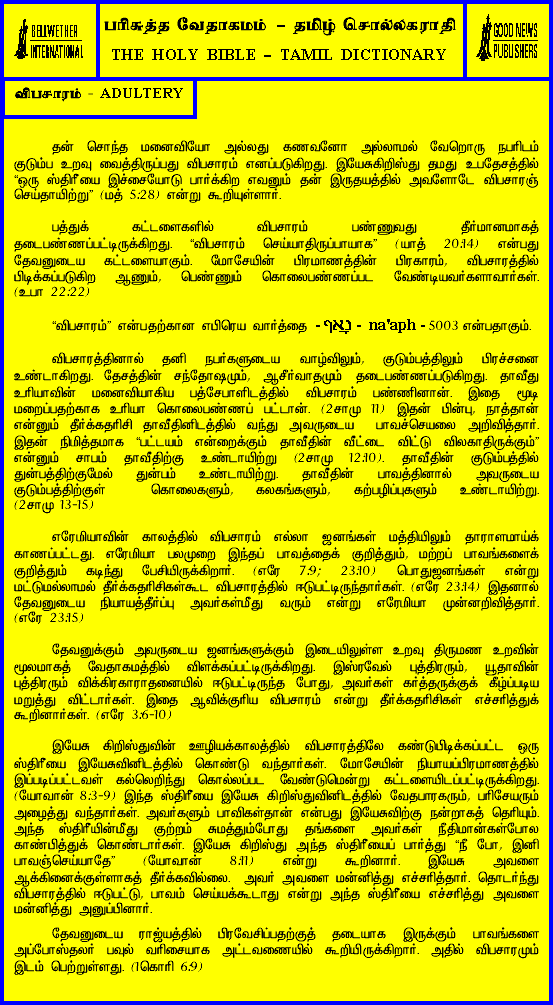 BELLWETHER
INTERNATIONAL
பரிசுத்த வேதாகமம் – தமிழ் சொல்லகராதி
THE HOLY BIBLE – TAMIL DICTIONARY
GOOD NEWS
PUBLISHERS
விபசாரம் - ADULTERY
தன் சொந்த மனைவியோ அல்லது கணவனோ அல்லாமல் வேறொரு நபரிடம்
குடும்ப உறவு வைத்திருப்பது விபசாரம் எனப்படுகிறது. இயேசுகிறிஸ்து தமது உபதேசத்தில்
“ஒரு ஸ்திரீயை இச்சையோடு பார்க்கிற எவனும் தன் இருதயத்தில் அவளோடே விபசாரஞ்
செய்தாயிற்று” (மத் 5:28) என்று கூறியுள்ளார்.
பத்துக் கட்டளைகளில் விபசாரம் பண்ணுவது தீர்மானமாகத்
தடைபண்ணப்பட்டிருக்கிறது. “விபசாரம் செய்யாதிருப்பாயாக” (யாத் 20:14) என்பது
தேவனுடைய கட்டளையாகும். மோசேயின் பிரமாணத்தின் பிரகாரம், விபசாரத்தில்
பிடிக்கப்படுகிற ஆணும், பெண்ணும் கொலைபண்ணப்பட வேண்டியவர்களாவார்கள்.
(உபா 22:22)
“விபசாரம்” என்பதற்கான எபிரெய வார்த்தை - נָאַף - na'aph - 5003 என்பதாகும்.
விபசாரத்தினால் தனி நபர்களுடைய வாழ்விலும், குடும்பத்திலும் பிரச்சனை
உண்டாகிறது. தேசத்தின் சந்தோஷமும், ஆசீர்வாதமும் தடைபண்ணப்படுகிறது. தாவீது
உரியாவின் மனைவியாகிய பத்சேபாளிடத்தில் விபசாரம் பண்ணினான். இதை மூடி
மறைப்பதற்காக உரியா கொலைபண்ணப் பட்டான். (2சாமு 11) இதன் பின்பு, நாத்தான்
என்னும் தீர்க்கதரிசி தாவீதினிடத்தில் வந்து அவருடைய பாவச்செயலை அறிவித்தார்.
இதன் நிமித்தமாக “பட்டயம் என்றைக்கும் தாவீதின் வீட்டை விட்டு விலகாதிருக்கும்”
என்னும் சாபம் தாவீதிற்கு உண்டாயிற்று (2சாமு 12:10). தாவீதின் குடும்பத்தில்
துன்பத்திற்குமேல் துன்பம் உண்டாயிற்று. தாவீதின் பாவத்தினால் அவருடைய
குடும்பத்திற்குள் கொலைகளும், கலகங்களும், கற்பழிப்புகளும் உண்டாயிற்று.
(2சாமு 13-15)
எரேமியாவின் காலத்தில் விபசாரம் எல்லா ஜனங்கள் மத்தியிலும் தாராளமாய்க்
காணப்பட்டது. எரேமியா பலமுறை இந்தப் பாவத்தைக் குறித்தும், மற்றப் பாவங்களைக்
குறித்தும் கடிந்து பேசியிருக்கிறார். (எரே 7:9; 23:10) பொதுஜனங்கள் என்று
மட்டுமல்லாமல் தீர்க்கதரிசிகள்கூட விபசாரத்தில் ஈடுபட்டிருந்தார்கள். (எரே 23:14) இதனால்
தேவனுடைய நியாயத்தீர்ப்பு அவர்கள்மீது வரும் என்று எரேமியா முன்னறிவித்தார்.
(எரே 23:15)
தேவனுக்கும் அவருடைய ஜனங்களுக்கும் இடையிலுள்ள உறவு திருமண உறவின்
மூலமாகத் வேதாகமத்தில் விளக்கப்பட்டிருக்கிறது. இஸ்ரவேல் புத்திரரும், யூதாவின்
புத்திரரும் விக்கிரகாராதனையில் ஈடுபட்டிருந்த போது, அவர்கள் கர்த்தருக்குக் கீழ்ப்படிய
மறுத்து விட்டார்கள். இதை ஆவிக்குரிய விபசாரம் என்று தீர்க்கதரிசிகள் எச்சரித்துக்
கூறினார்கள். (எரே 3:6-10)
இயேசு கிறிஸ்துவின் ஊழியக்காலத்தில் விபசாரத்திலே கண்டுபிடிக்கப்பட்ட ஒரு
ஸ்திரீயை இயேசுவினிடத்தில் கொண்டு வந்தார்கள். மோசேயின் நியாயப்பிரமாணத்தில்
இப்படிப்பட்டவள் கல்லெறிந்து கொல்லப்பட வேண்டுமென்று கட்டளையிடப்பட்டிருக்கிறது.
(யோவான் 8:3-9) இந்த ஸ்திரீயை இயேசு கிறிஸ்துவினிடத்தில் வேதபாரகரும், பரிசேயரும்
அழைத்து வந்தார்கள். அவர்களும் பாவிகள்தான் என்பது இயேசுவிற்கு நன்றாகத் தெரியும்.
அந்த ஸ்திரீயின்மீது குற்றம் சுமத்தும்போது தங்களை அவர்கள் நீதிமான்கள்போல
காண்பித்துக் கொண்டார்கள். இயேசு கிறிஸ்து அந்த ஸ்திரீயைப் பார்த்து “நீ போ, இனி
பாவஞ்செய்யாதே” (யோவான் 8:11) என்று கூறினார். இயேசு அவளை
ஆக்கினைக்குள்ளாகத் தீர்க்கவில்லை. அவர் அவளை மன்னித்து எச்சரித்தார். தொடர்ந்து
விபசாரத்தில் ஈடுபட்டு, பாவம் செய்யக்கூடாது என்று அந்த ஸ்திரீயை எச்சரித்து அவளை
மன்னித்து அனுப்பினார்.
தேவனுடைய ராஜ்யத்தில் பிரவேசிப்பதற்குத் தடையாக இருக்கும் பாவங்களை
அப்போஸ்தலர் பவுல் வரிசையாக அட்டவணையில் கூறியிருக்கிறார். அதில் விபசாரமும்
இடம் பெற்றுள்ளது. (1கொரி 6:9)